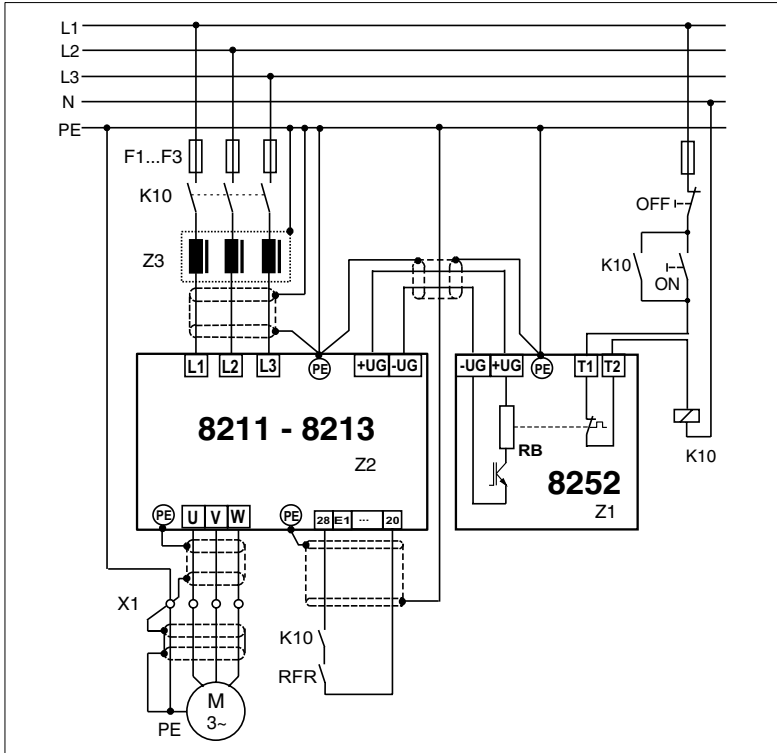 L1
L2
L3
N
PE
F1...F3
K10
OFF
K10
ON
Z3
L1 L2 L3 PE +UG -UG
-UG +UG PE T1 T2
8211 - 8213
Z2
RB
8252
Z1
K10
PE U V W PE 28 E1 ... 20
X1
K10
RFR
M
3~
PE